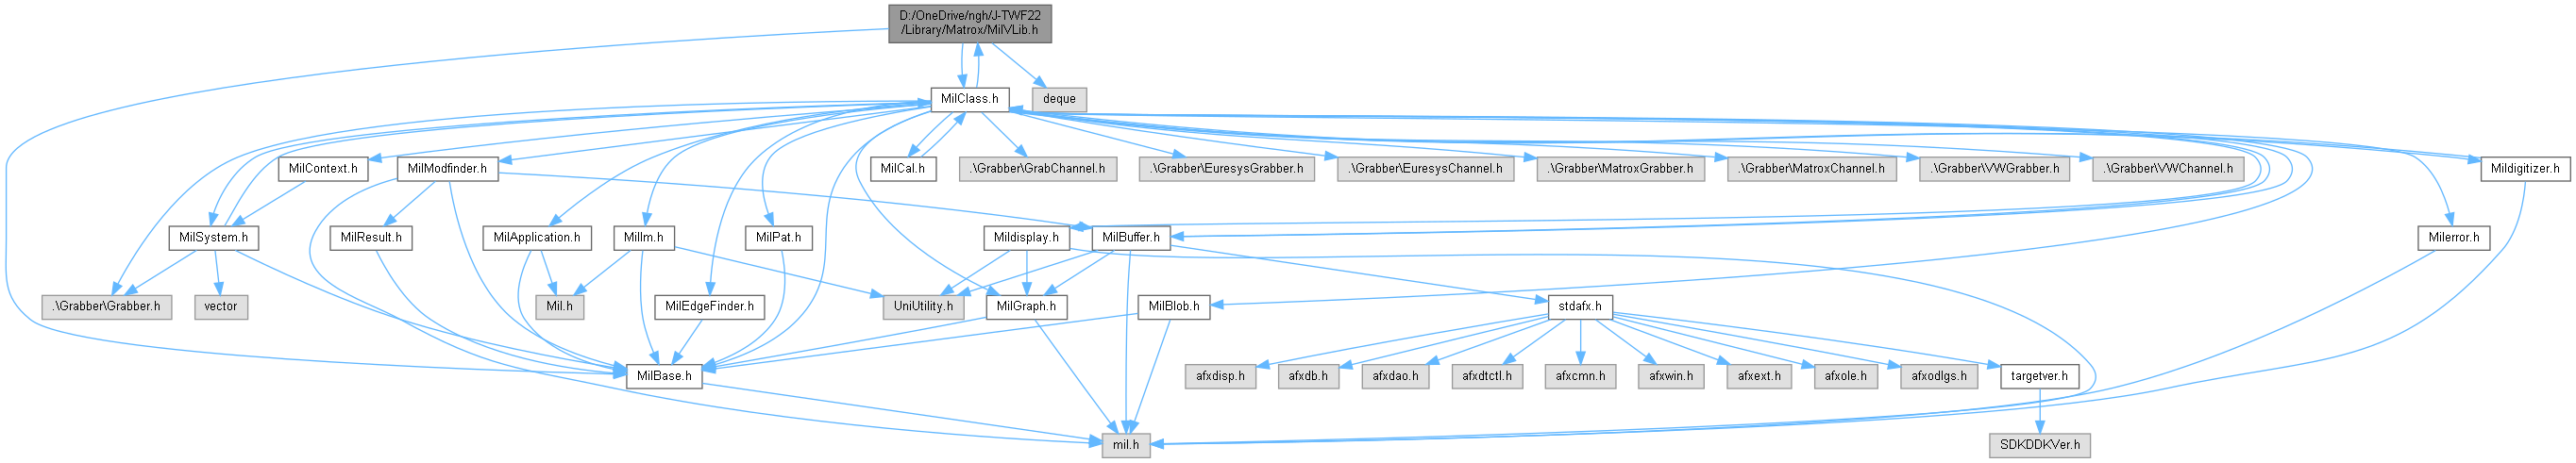 D:/OneDrive/ngh/J-TWF22
/Library/Matrox/MilVLib.h
MilClass.h
deque
MilContext.h
MilModfinder.h
MilCal.h
.\Grabber\GrabChannel.h
.\Grabber\EuresysGrabber.h
.\Grabber\EuresysChannel.h
.\Grabber\MatroxGrabber.h
.\Grabber\MatroxChannel.h
.\Grabber\VWGrabber.h
.\Grabber\VWChannel.h
Mildigitizer.h
MilSystem.h
MilResult.h
MilApplication.h
MilIm.h
MilPat.h
Mildisplay.h
MilBuffer.h
Milerror.h
.\Grabber\Grabber.h
vector
Mil.h
MilEdgeFinder.h
UniUtility.h
MilGraph.h
MilBlob.h
stdafx.h
MilBase.h
afxdisp.h
afxdb.h
afxdao.h
afxdtctl.h
afxcmn.h
afxwin.h
afxext.h
afxole.h
afxodlgs.h
targetver.h
mil.h
SDKDDKVer.h